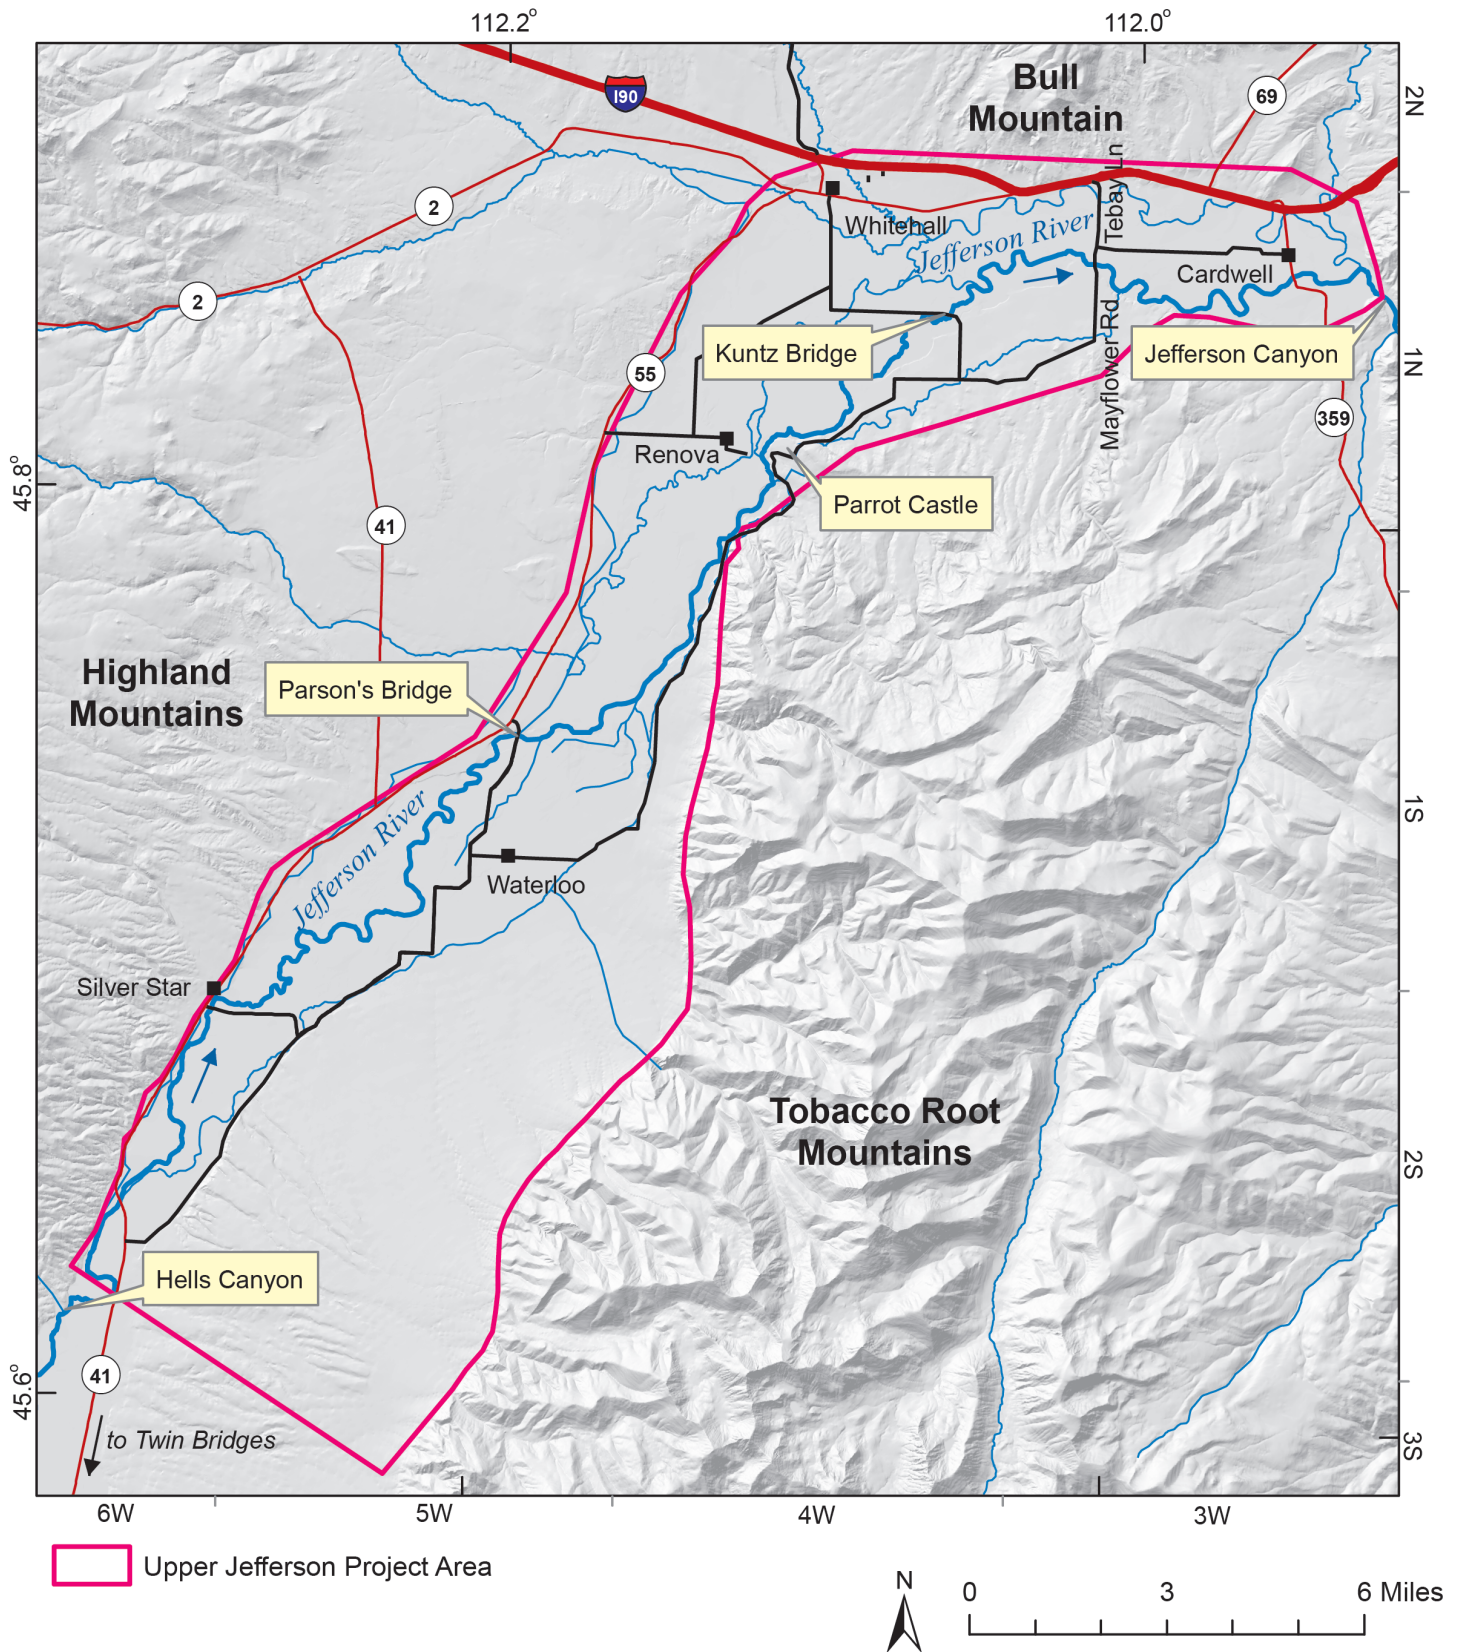 112.2°
112.0°
Bull
Mountain
I90
69
2N
2
Tebay Ln
Whitehall
Jefferson River
2
Cardwell
Kuntz Bridge
Jefferson Canyon
1N
55
Mayflower Rd
359
Renova
45.8°
Parrot Castle
41
Highland
Mountains
Parson's Bridge
1S
Jefferson River
Waterloo
Silver Star
Tobacco Root
Mountains
2S
Hells Canyon
41
45.6°
to Twin Bridges
3S
6W
5W
4W
3W
Upper Jefferson Project Area
N
0
3
6 Miles